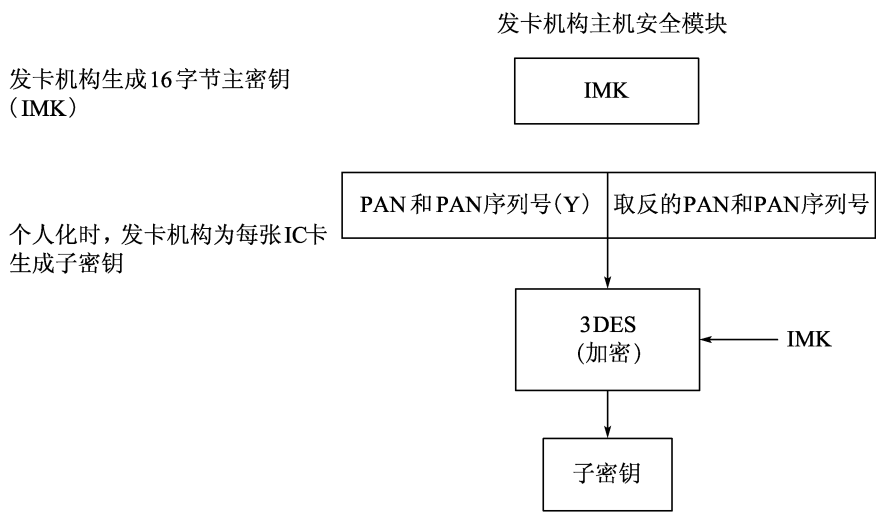 发卡机构主机安全模块
发卡机构生成16字节主密钥
(IMK)
IMK
PAN和PAN序列号(Y)
取反的PAN和PAN序列号
个人化时,发卡机构为每张IC卡
生成子密钥
3DES
(加密)
IMK
子密钥